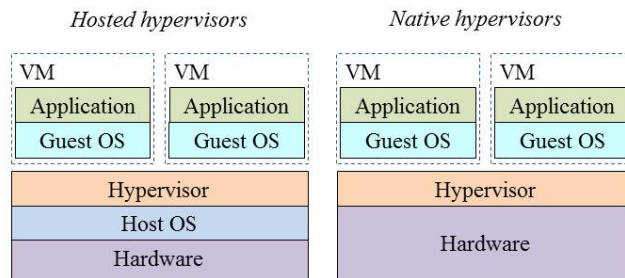 Hosted hypervisors
VM
Application
Guest OS
VM
Application
Guest OS
Hypervisor
Host OS
Hardware
Native hypervisors
VM
Application
Guest OS
VM
Application
Guest OS
Hypervisor
Hardware